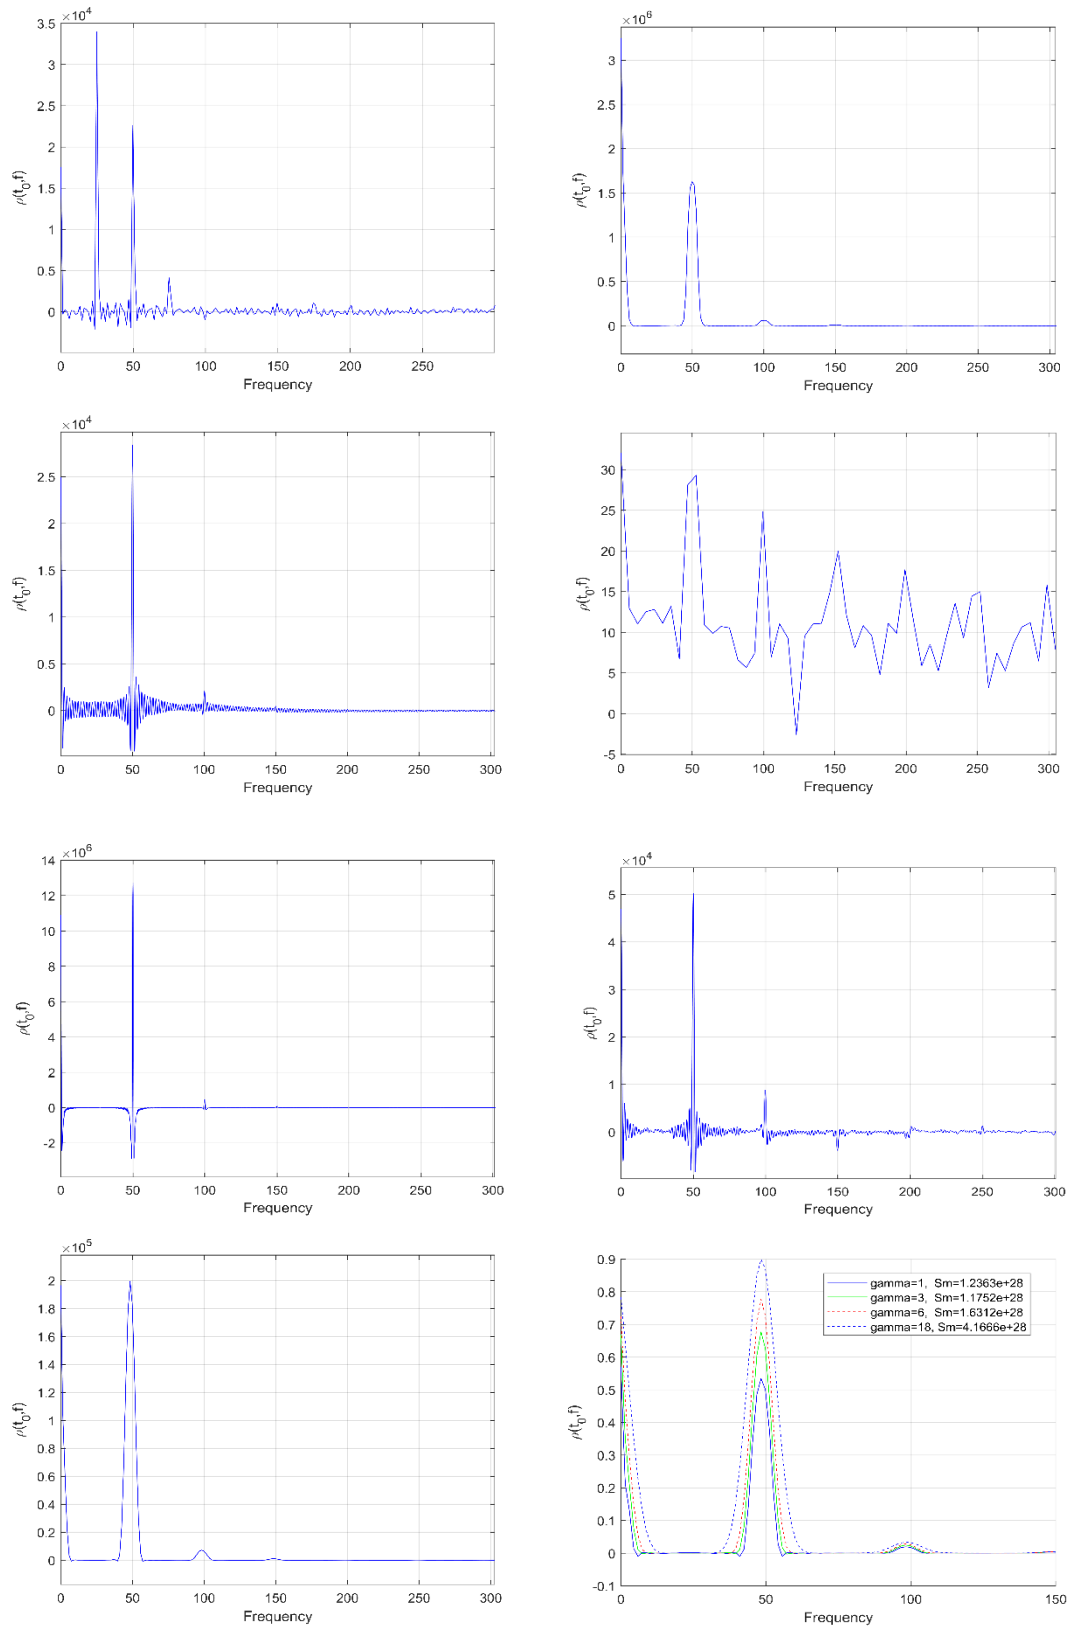 ×10^4
3.5
3
2.5
2
1.5
1
0.5
0
ρ(t_0,f)
0 50 100 150 200 250
Frequency
×10^6
3
2.5
2
1.5
1
0.5
0
ρ(t_0,f)
0 50 100 150 200 250 300
Frequency
×10^4
2.5
2
1.5
1
0.5
0
ρ(t_0,f)
0 50 100 150 200 250 300
Frequency
30
25
20
15
10
5
0
-5
ρ(t_0,f)
0 50 100 150 200 250 300
Frequency
×10^6
14
12
10
8
6
4
2
0
-2
ρ(t_0,f)
0 50 100 150 200 250 300
Frequency
×10^4
5
4
3
2
1
0
ρ(t_0,f)
0 50 100 150 200 250 300
Frequency
×10^5
2
1.8
1.6
1.4
1.2
1
0.8
0.6
0.4
0.2
0
ρ(t_0,f)
0 50 100 150 200 250 300
Frequency
0.9
0.8
0.7
0.6
0.5
0.4
0.3
0.2
0.1
0
-0.1
ρ(t_0,f)
gamma=1, Sm=1.2363e+28
gamma=3, Sm=1.1752e+28
gamma=6, Sm=1.6312e+28
gamma=18, Sm=4.1666e+28
0 50 100 150
Frequency